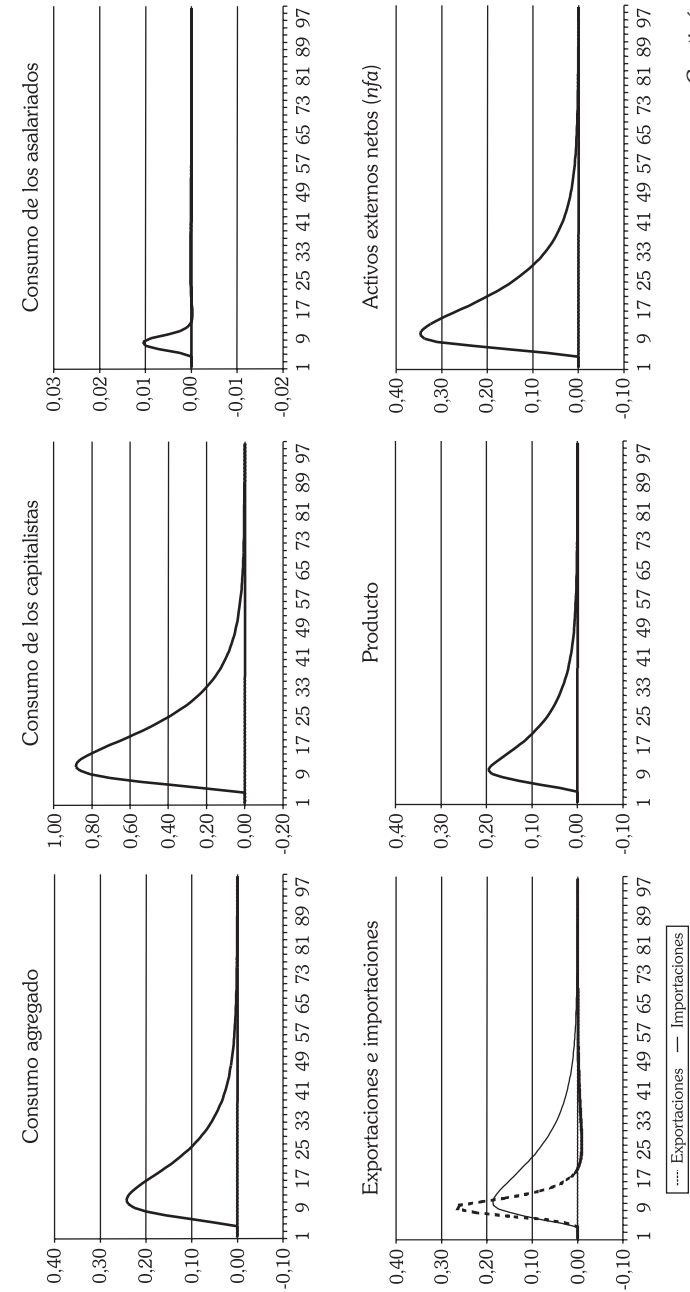 Consumo agregado
0,40
0,30
0,20
0,10
0,00
-0,10
1 9 17 25 33 41 49 57 65 73 81 89 97
Consumo de los capitalistas
1,00
0,80
0,60
0,40
0,20
0,00
-0,20
1 9 17 25 33 41 49 57 65 73 81 89 97
Consumo de los asalariados
0,03
0,02
0,01
0,00
-0,01
-0,02
1 9 17 25 33 41 49 57 65 73 81 89 97
Exportaciones e importaciones
0,40
0,30
0,20
0,10
0,00
-0,10
1 9 17 25 33 41 49 57 65 73 81 89 97
Exportaciones Importaciones
Producto
0,40
0,30
0,20
0,10
0,00
-0,10
1 9 17 25 33 41 49 57 65 73 81 89 97
Activos externos netos (nfa)
0,40
0,30
0,20
0,10
0,00
-0,10
1 9 17 25 33 41 49 57 65 73 81 89 97